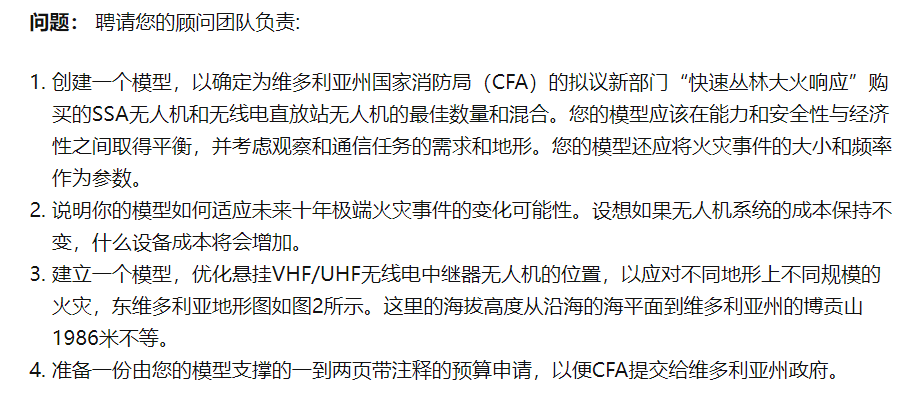 问题： 聘请您的顾问团队负责:
1. 创建一个模型，以确定为维多利亚州国家消防局（CFA）的拟议新部门“快速丛林大火响应”购
买的SSA无人机和无线电直放站无人机的最佳数量和混合。您的模型应该在能力和安全性与经济
性之间取得平衡，并考虑观察和通信任务的需求和地形。您的模型还应将火灾事件的大小和频率
作为参数。
2. 说明你的模型如何适应未来十年极端火灾事件的变化可能性。设想如果无人机系统的成本保持不
变，什么设备成本将会增加。
3. 建立一个模型，优化悬挂VHF/UHF无线电中继器无人机的位置，以应对不同地形上不同规模的
火灾，东维多利亚地形图如图2所示。这里的海拔高度从沿海的海平面到维多利亚州的博贡山
1986米不等。
4. 准备一份由您的模型支撑的一到两页带注释的预算申请，以便CFA提交给维多利亚州政府。